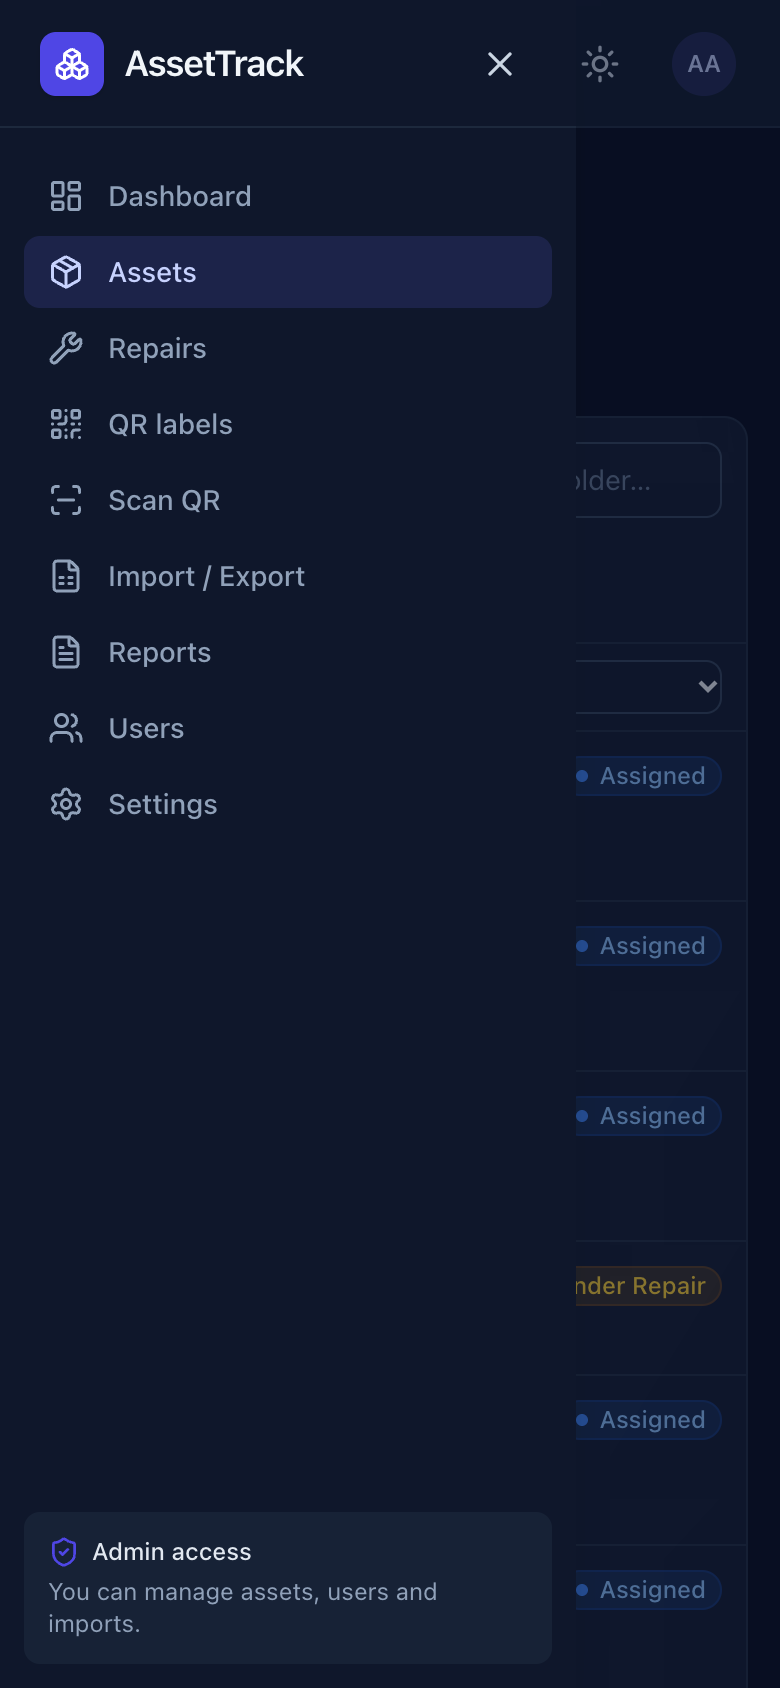 AssetTrack
AA
Dashboard
Assets
Repairs
QR labels
Scan QR
Import / Export
Reports
Users
Settings
Assigned
Assigned
Assigned
Repair
Assigned
Assigned
Admin access
You can manage assets, users and
imports.